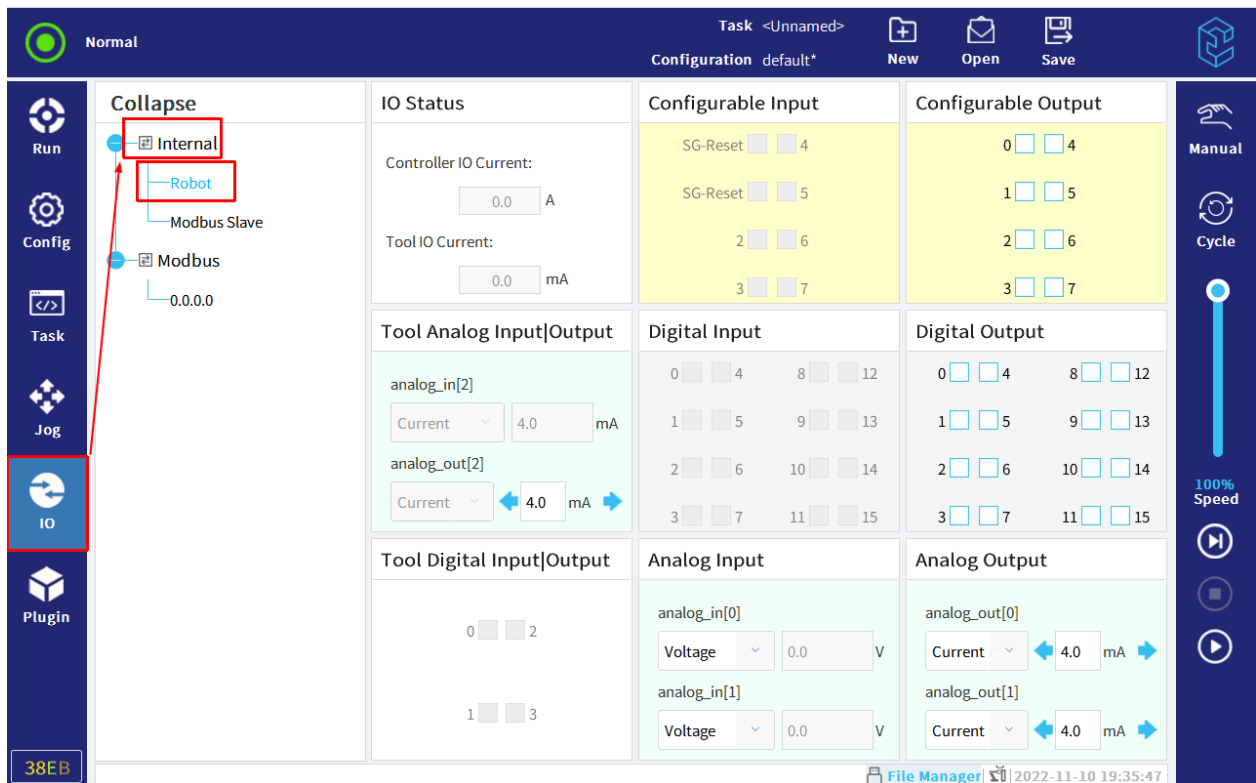 Normal
Task <Unnamed>
Configuration default*
New
Open
Save
Run
Config
Task
Jog
IO
Plugin
38EB
Collapse
Internal
Robot
Modbus Slave
Modbus
0.0.0.0
IO Status
Controller IO Current:
0.0 A
Tool IO Current:
0.0 mA
Configurable Input
SG-Reset 4
SG-Reset 5
2 6
3 7
Configurable Output
0 4
1 5
2 6
3 7
Tool Analog Input|Output
analog_in[2]
Current 4.0 mA
analog_out[2]
Current 4.0 mA
Digital Input
0 4 8 12
1 5 9 13
2 6 10 14
3 7 11 15
Digital Output
0 4 8 12
1 5 9 13
2 6 10 14
3 7 11 15
Tool Digital Input|Output
0 2
1 3
Analog Input
analog_in[0]
Voltage 0.0 V
analog_in[1]
Voltage 0.0 V
Analog Output
analog_out[0]
Current 4.0 mA
analog_out[1]
Current 4.0 mA
Manual
Cycle
100%
Speed
File Manager 2022-11-10 19:35:47